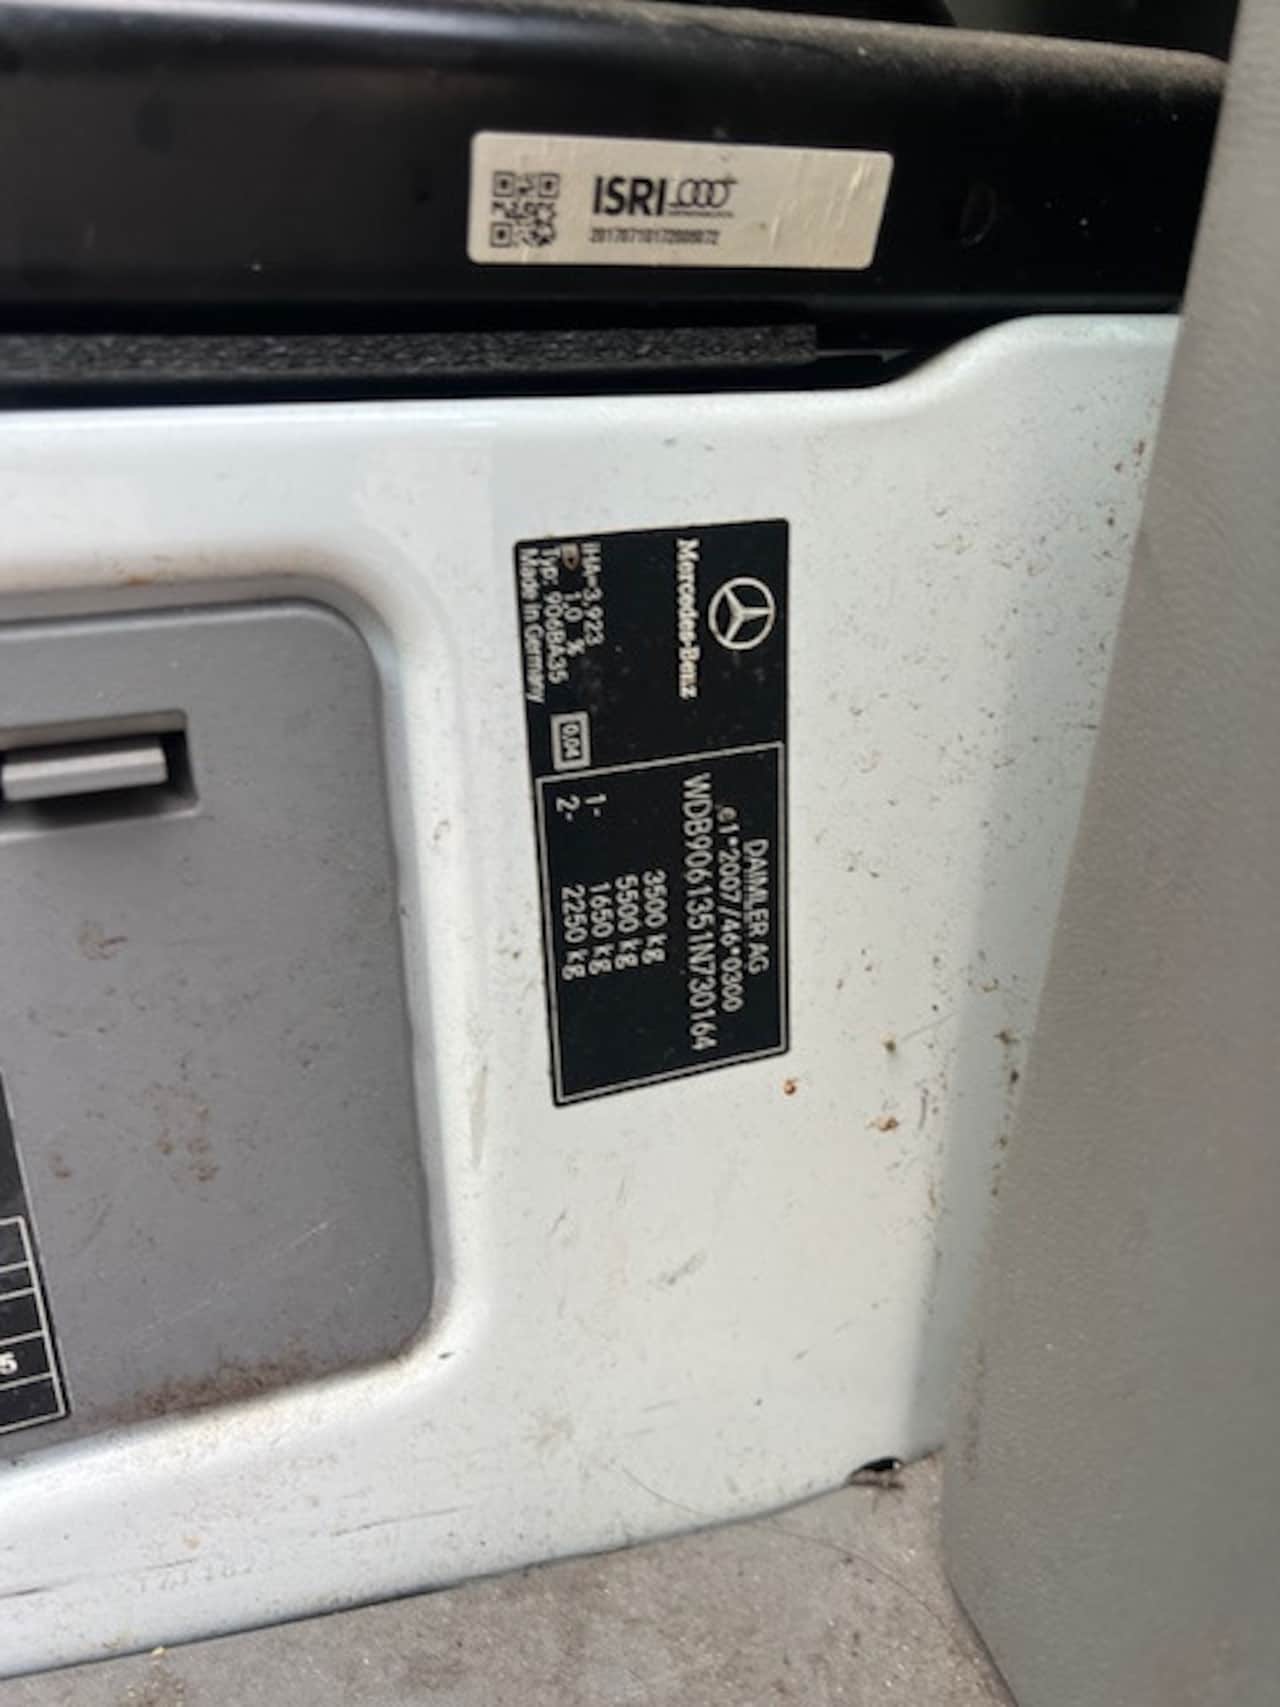 ISRI
Mercedes-Benz
IHA=3,923
1,0 %
Typ: 906BA35
Made in Germany
0,04
DAIMLER AG
e1*2007/46*0300
WDB9061351N730164
3500 kg
5500 kg
1- 1650 kg
2- 2250 kg
5